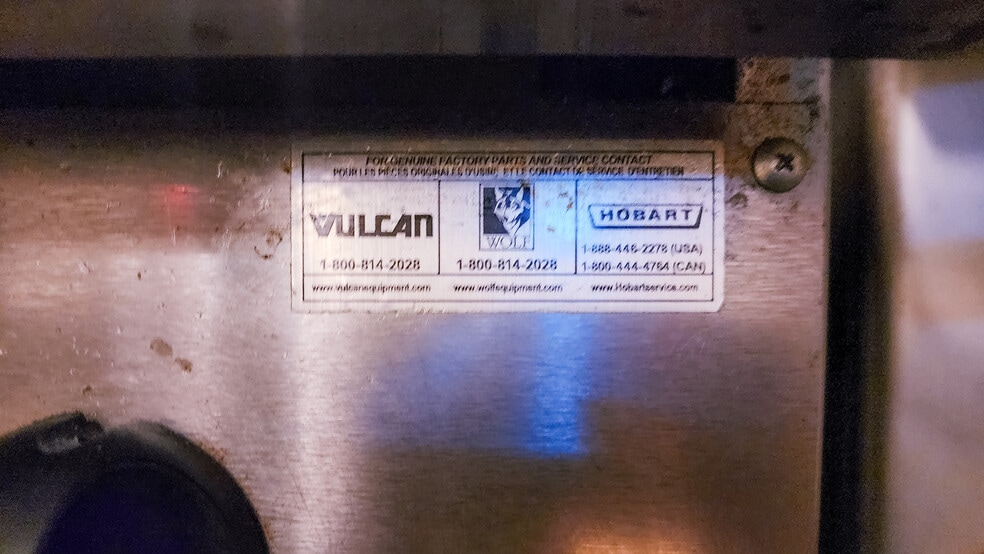 FOR GENUINE FACTORY PARTS AND SERVICE CONTACT
POUR LES PIÈCES ORIGINALES D'USINE ET LE CONTACT DE SERVICE D'ENTRETIEN
VULCAN
1-800-814-2028
www.vulcanequipment.com
WOLF
1-800-814-2028
www.wolfequipment.com
HOBART
1-888-446-2278 (USA)
1-800-444-4764 (CAN)
www.Hobartservice.com